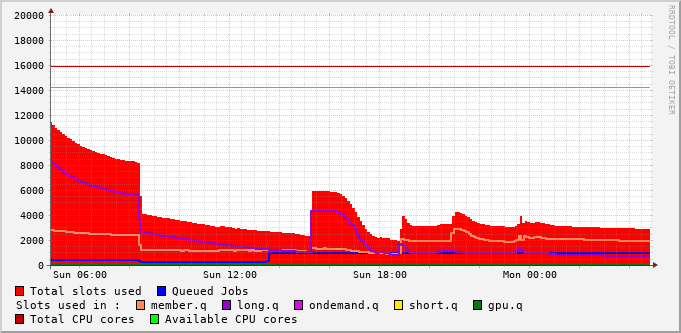 20000
18000
16000
14000
12000
10000
8000
6000
4000
2000
0
Sun 06:00 Sun 12:00 Sun 18:00 Mon 00:00
RRDTOOL / TOBI OETIKER
Total slots used Queued Jobs
Slots used in : member.q long.q ondemand.q short.q gpu.q
Total CPU cores Available CPU cores